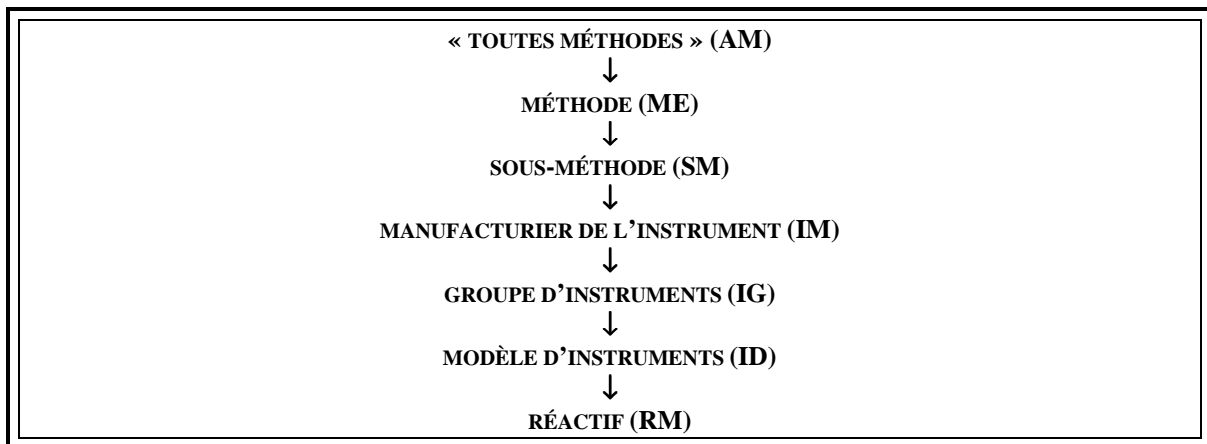 « TOUTES MÉTHODES » (AM)
↓
MÉTHODE (ME)
↓
SOUS-MÉTHODE (SM)
↓
MANUFACTURIER DE L’INSTRUMENT (IM)
↓
GROUPE D’INSTRUMENTS (IG)
↓
MODÈLE D’INSTRUMENTS (ID)
↓
RÉACTIF (RM)